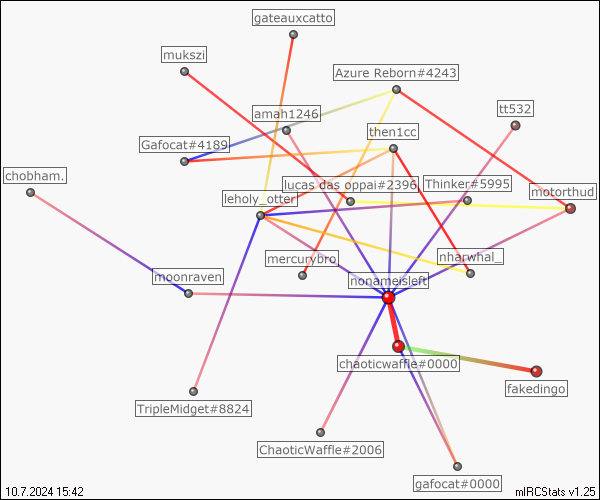 gateauxcatto
mukszi
Azure Reborn#4243
tt532
amah1246
then1cc
Gafocat#4189
chobham.
lucas das oppai#2396
Thinker#5995
motorthud
leholy_otter
mercurybro
nharwhal_
moonraven
nonameisleft
chaoticwaffle#0000
fakedingo
TripleMidget#8824
ChaoticWaffle#2006
gafocat#0000
10.7.2024 15:42
mIRCStats v1.25